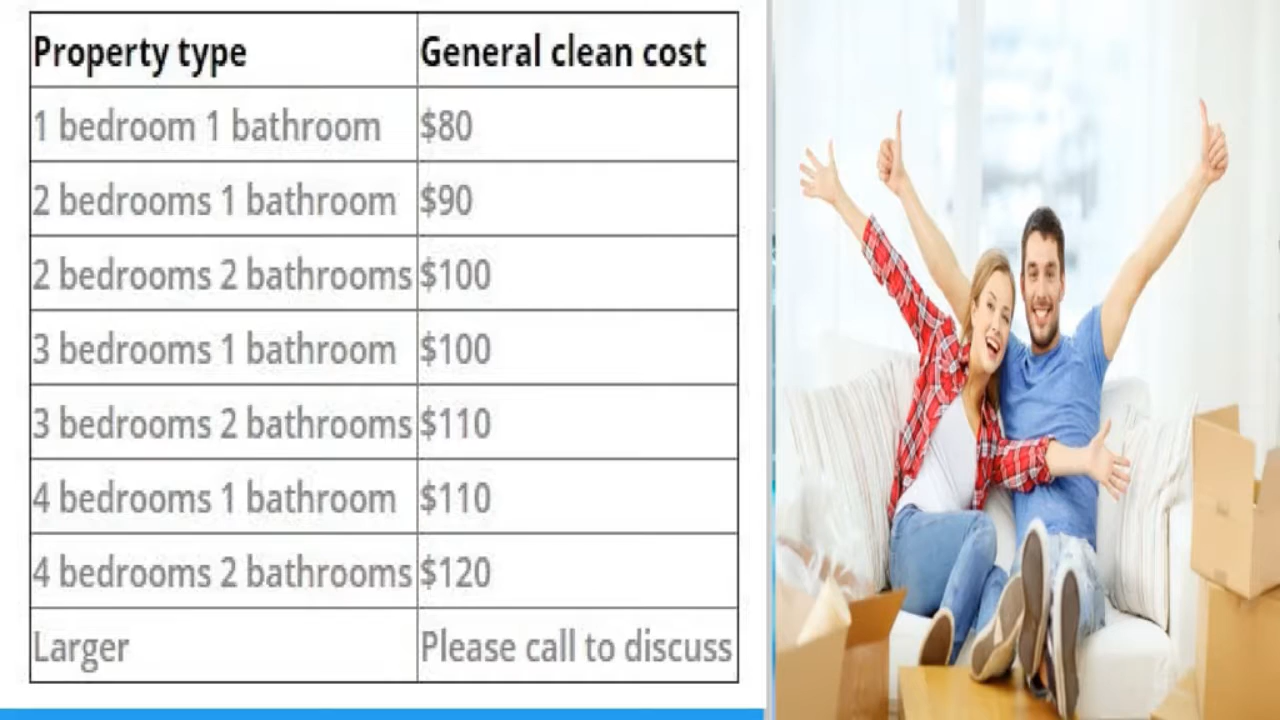 Property type General clean cost
1 bedroom 1 bathroom $80
2 bedrooms 1 bathroom $90
2 bedrooms 2 bathrooms $100
3 bedrooms 1 bathroom $100
3 bedrooms 2 bathrooms $110
4 bedrooms 1 bathroom $110
4 bedrooms 2 bathrooms $120
Larger Please call to discuss